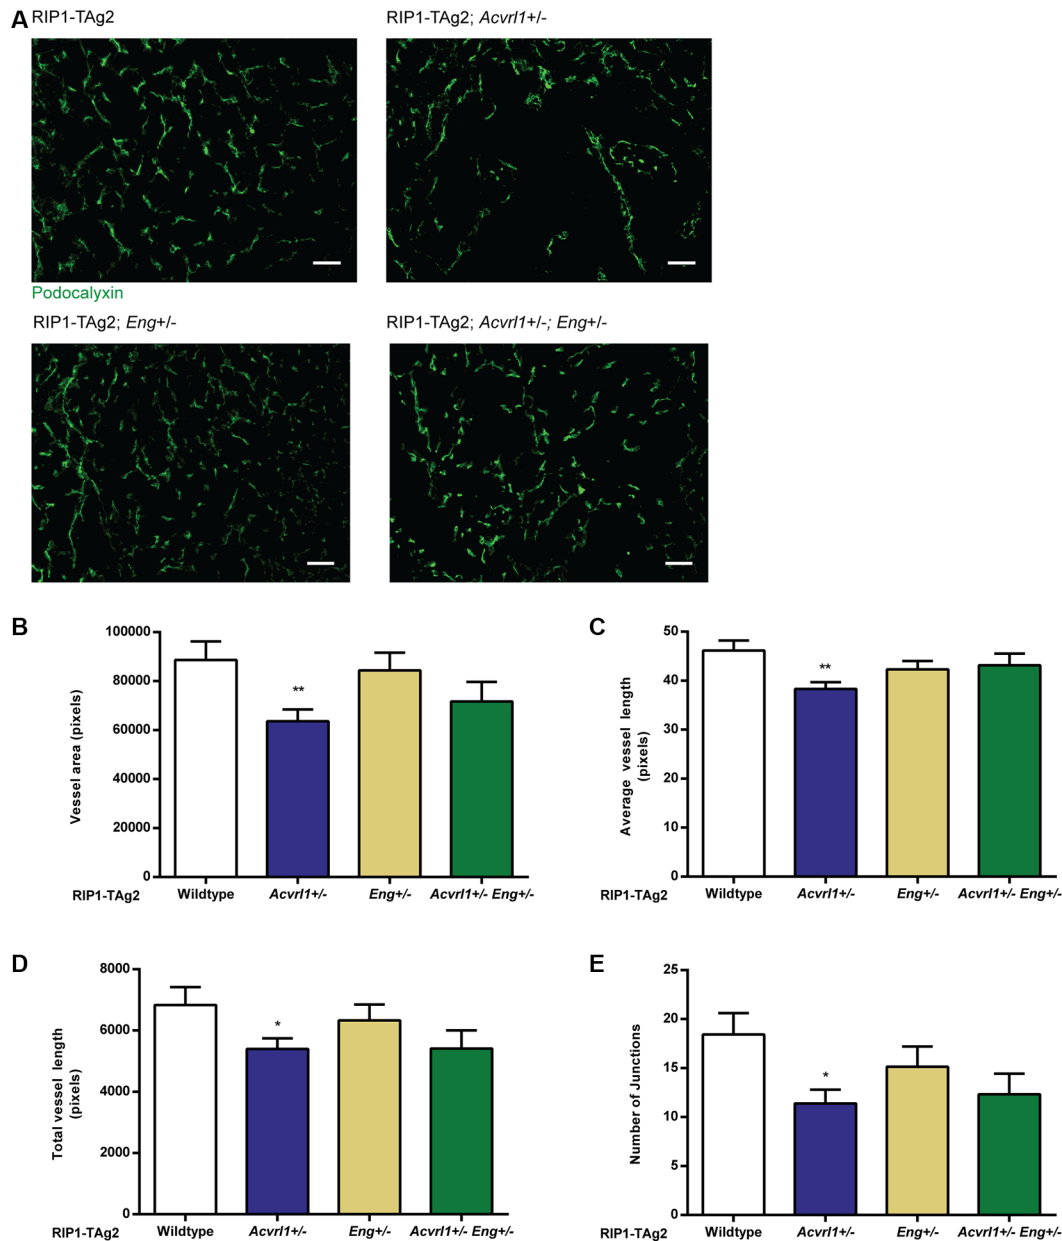 A
RIP1-TAg2
RIP1-TAg2; Acvrl1+/-
Podocalyxin
RIP1-TAg2; Eng+/-
RIP1-TAg2; Acvrl1+/-; Eng+/-
B
100000
80000
60000
40000
20000
0
Vessel area (pixels)
**
RIP1-TAg2
Wildtype
Acvrl1+/-
Eng+/-
Acvrl1+/- Eng+/-
C
50
40
30
20
10
0
Average vessel length
(pixels)
**
RIP1-TAg2
Wildtype
Acvrl1+/-
Eng+/-
Acvrl1+/- Eng+/-
D
8000
6000
4000
2000
0
Total vessel length
(pixels)
*
RIP1-TAg2
Wildtype
Acvrl1+/-
Eng+/-
Acvrl1+/- Eng+/-
E
25
20
15
10
5
0
Number of Junctions
*
RIP1-TAg2
Wildtype
Acvrl1+/-
Eng+/-
Acvrl1+/- Eng+/-